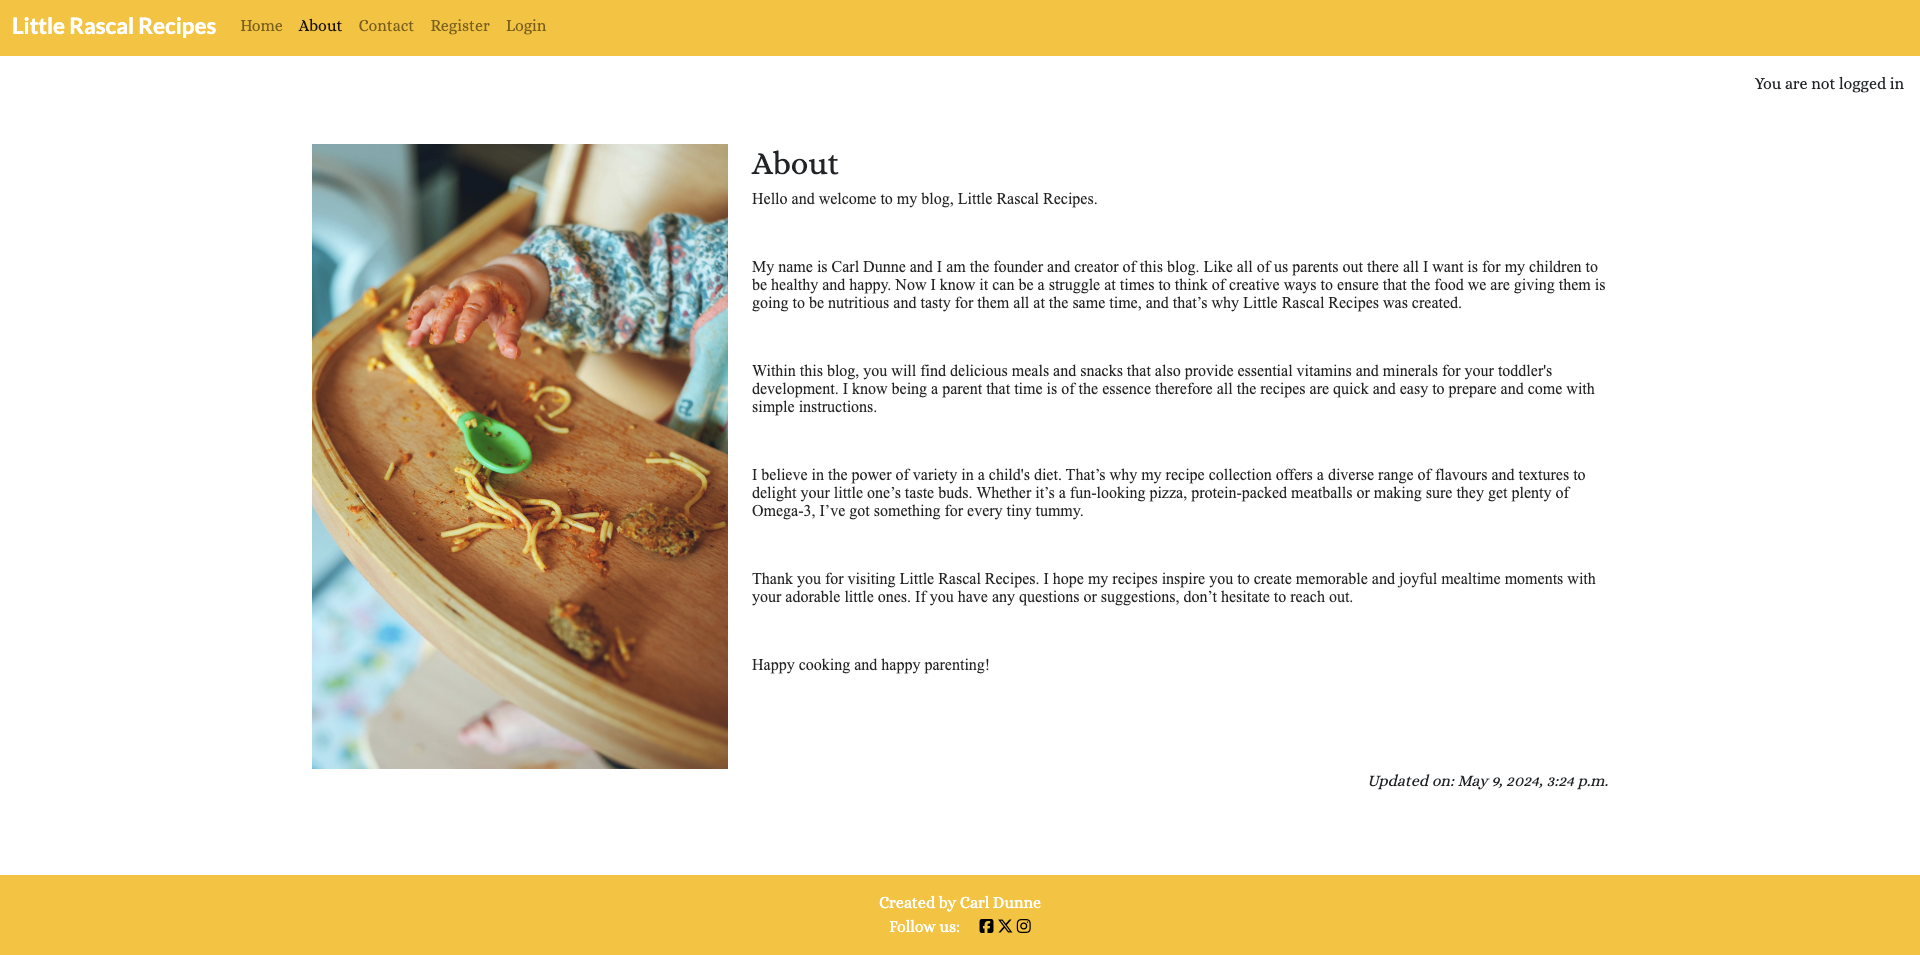 Little Rascal Recipes Home About Contact Register Login
You are not logged in
About
Hello and welcome to my blog, Little Rascal Recipes.
My name is Carl Dunne and I am the founder and creator of this blog. Like all of us parents out there all I want is for my children to
be healthy and happy. Now I know it can be a struggle at times to think of creative ways to ensure that the food we are giving them is
going to be nutritious and tasty for them all at the same time, and that’s why Little Rascal Recipes was created.
Within this blog, you will find delicious meals and snacks that also provide essential vitamins and minerals for your toddler's
development. I know being a parent that time is of the essence therefore all the recipes are quick and easy to prepare and come with
simple instructions.
I believe in the power of variety in a child's diet. That’s why my recipe collection offers a diverse range of flavours and textures to
delight your little one’s taste buds. Whether it’s a fun-looking pizza, protein-packed meatballs or making sure they get plenty of
Omega-3, I’ve got something for every tiny tummy.
Thank you for visiting Little Rascal Recipes. I hope my recipes inspire you to create memorable and joyful mealtime moments with
your adorable little ones. If you have any questions or suggestions, don’t hesitate to reach out.
Happy cooking and happy parenting!
Updated on: May 9, 2024, 3:24 p.m.
Created by Carl Dunne
Follow us: